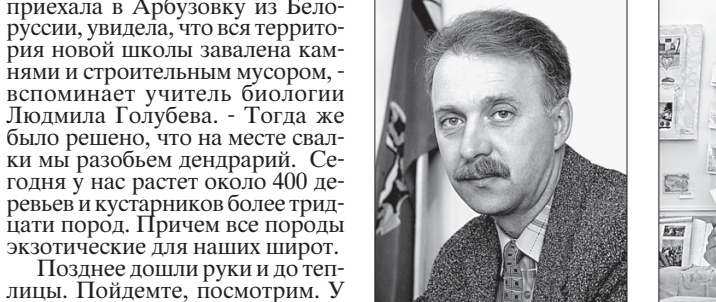 приехала в Арбузовку из Бело-
руссии, увидела, что вся террито-
рия новой школы завалена кам-
нями и строительным мусором, -
вспоминает учитель биологии
Людмила Голубева. - Тогда же
было решено, что на месте свал-
ки мы разобьем дендрарий. Се-
годня у нас растет около 400 де-
ревьев и кустарников более трид-
цати пород. Причем все породы
экзотические для наших широт.
Позднее дошли руки и до теп-
лицы. Пойдемте, посмотрим. У